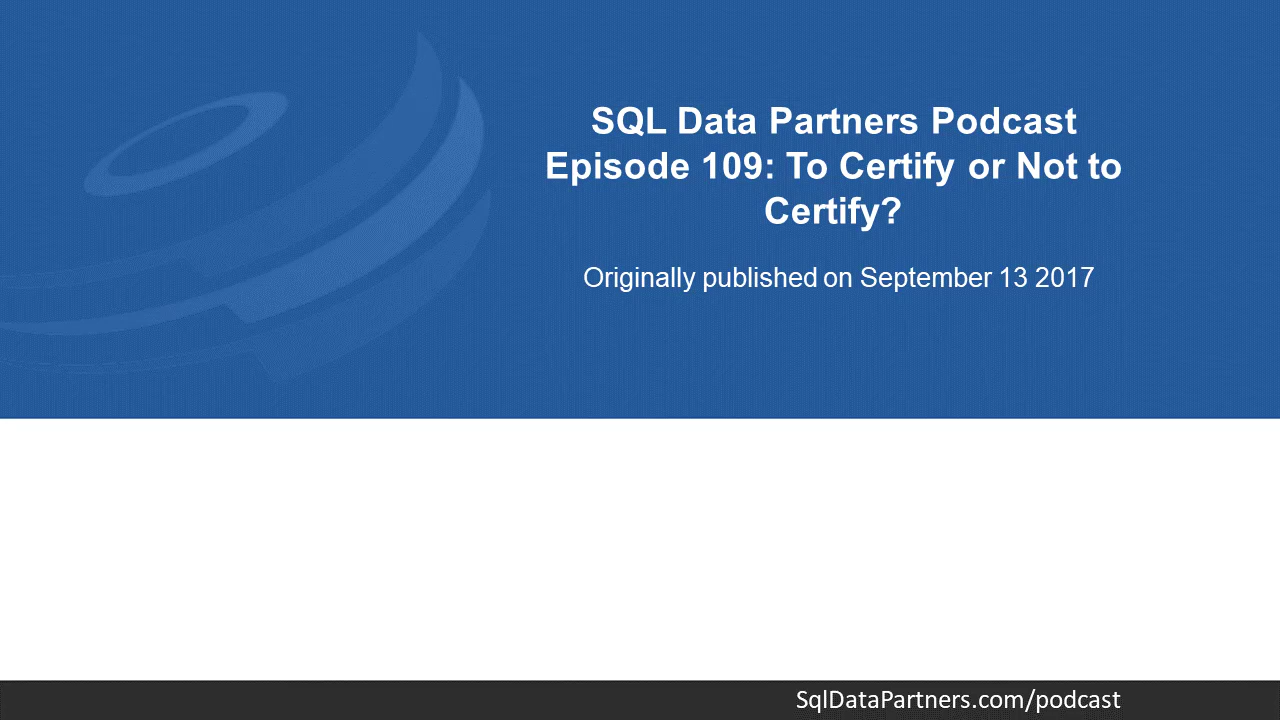 SQL Data Partners Podcast
Episode 109: To Certify or Not to
Certify?
Originally published on September 13 2017
SqlDataPartners.com/podcast